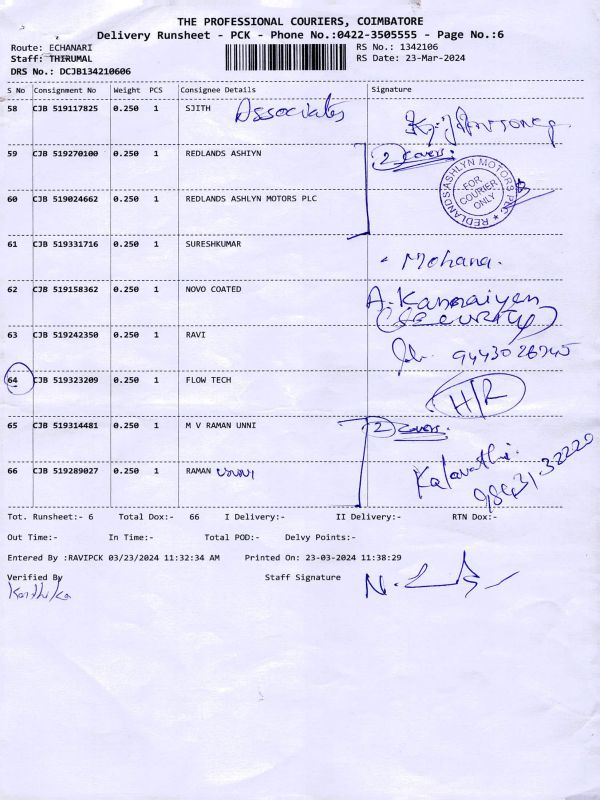 THE PROFESSIONAL COURIERS, COIMBATORE
Delivery Runsheet - PCK - Phone No.:0422-3505555 - Page No.:6
Route: ECHANARI
RS No.: 1342106
Staff: THIRUMAL
RS Date: 23-Mar-2024
DRS No.: DCJB134210606
S No Consignment No Weight PCS Consignee Details Signature
58 CJB 519117825 0.250 1 SJITH Associates
59 CJB 519270100 0.250 1 REDLANDS ASHIYN 2 covers.
REDLANDS ASHLYN MOTORS PLC ★
FOR COURIER ONLY
60 CJB 519024662 0.250 1 REDLANDS ASHLYN MOTORS PLC
61 CJB 519331716 0.250 1 SURESHKUMAR Mohana.
62 CJB 519158362 0.250 1 NOVO COATED A. Kannaiyen
(Security)
63 CJB 519242350 0.250 1 RAVI
64 CJB 519323209 0.250 1 FLOW TECH H/R
65 CJB 519314481 0.250 1 M V RAMAN UNNI 2 covers.
66 CJB 519289027 0.250 1 RAMAN Kalavathi.
Tot. Runsheet:- 6 Total Dox:- 66 I Delivery:- II Delivery:- RTN Dox:-
Out Time:- In Time:- Total POD:- Delvy Points:-
Entered By :RAVIPCK 03/23/2024 11:32:34 AM Printed On: 23-03-2024 11:38:29
Verified By Staff Signature
Karthika